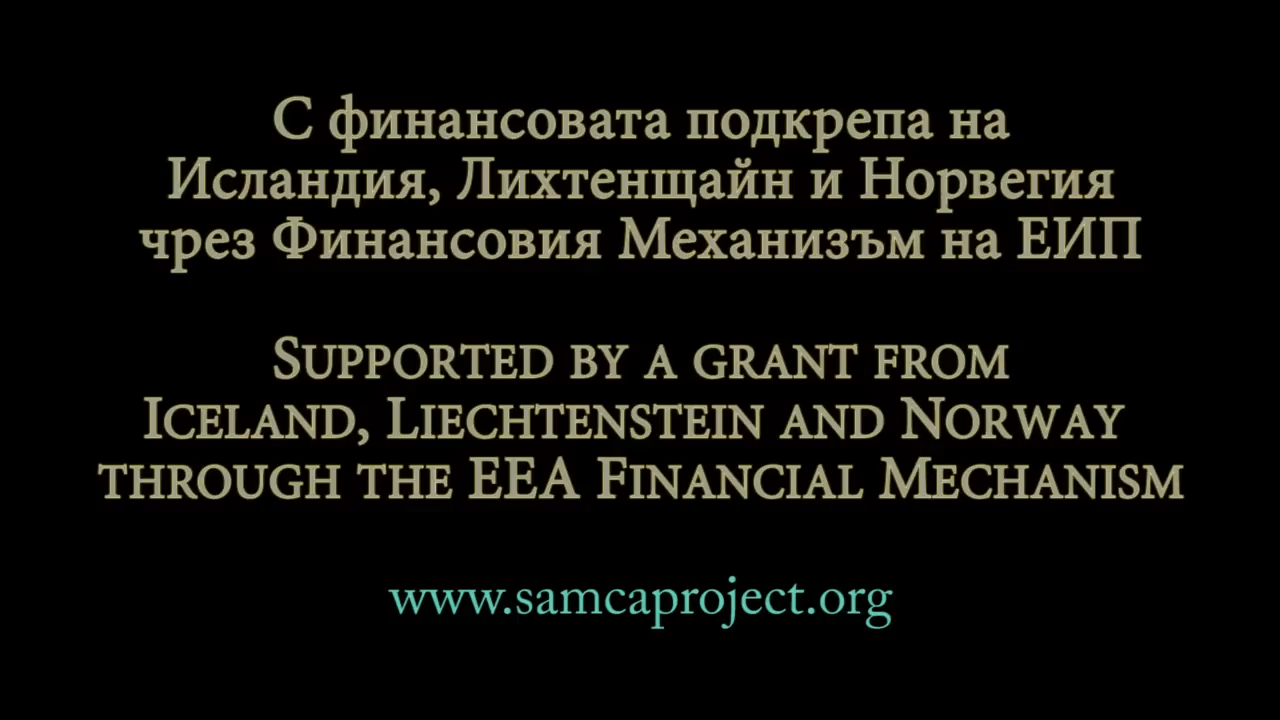 С финансовата подкрепа на
Исландия, Лихтенщайн и Норвегия
чрез Финансовия Механизъм на ЕИП
Supported by a grant from
Iceland, Liechtenstein and Norway
through the EEA Financial Mechanism
www.samcaproject.org